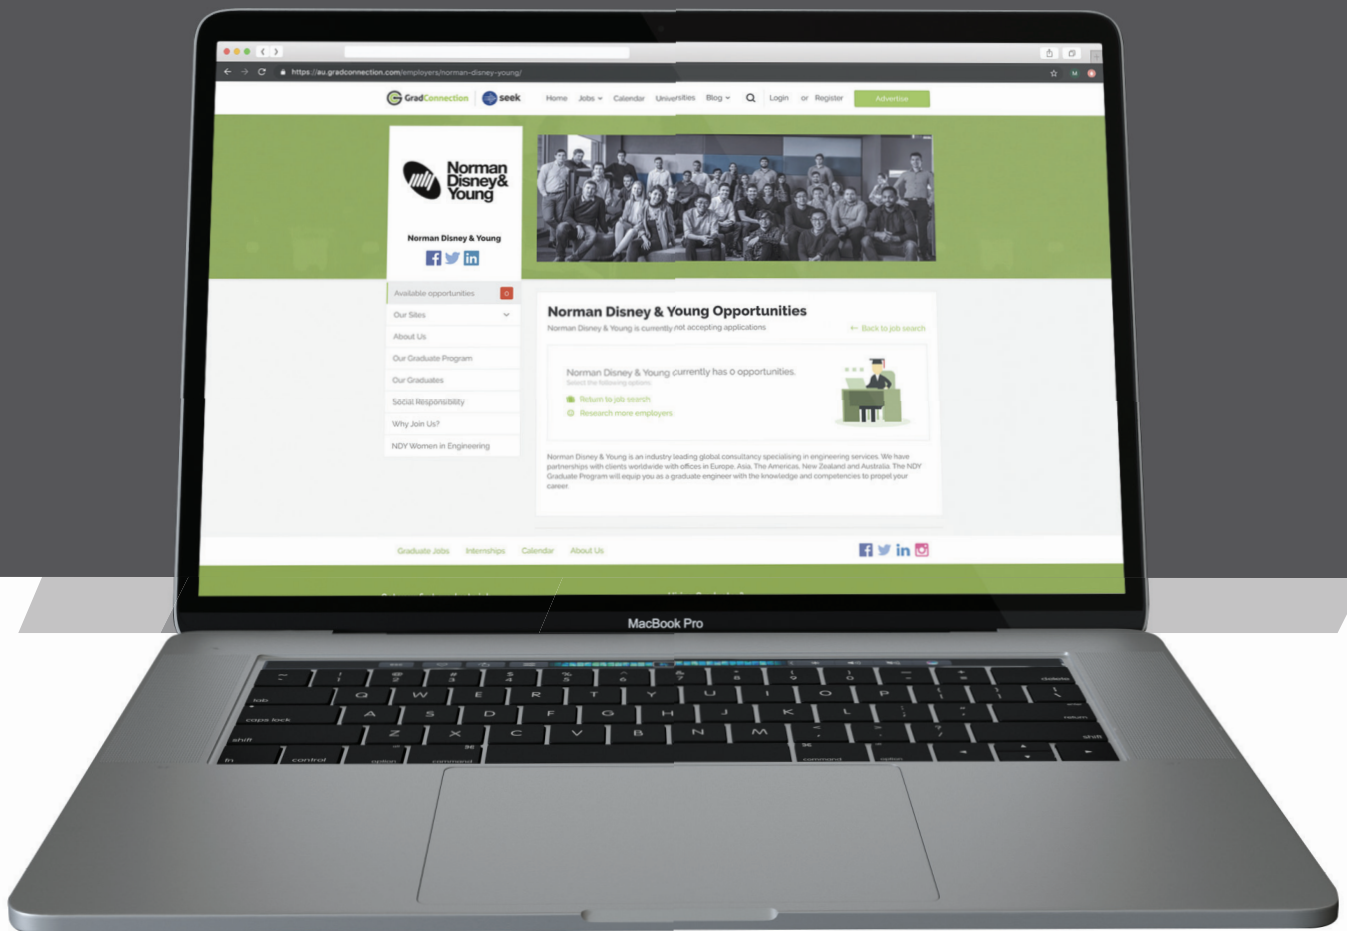 https://au.gradconnection.com/employers/norman-disney-young/
GradConnection seek Home Jobs Calendar Universities Blog Login or Register Advertise
Norman
Disney&
Young
Norman Disney & Young
Available opportunities 0
Our Sites
About Us
Our Graduate Program
Our Graduates
Social Responsibility
Why Join Us?
NDY Women in Engineering
Norman Disney & Young Opportunities
Norman Disney & Young is currently not accepting applications
← Back to job search
Norman Disney & Young currently has 0 opportunities.
Select the following options:
Return to job search
Research more employers
Norman Disney & Young is an industry leading global consultancy specialising in engineering services. We have
partnerships with clients worldwide with offices in Europe, Asia, The Americas, New Zealand and Australia. The NDY
Graduate Program will equip you as a graduate engineer with the knowledge and competencies to propel your
career.
Graduate Jobs Internships Calendar About Us
MacBook Pro
delete
tab Q W E R T Y U I O P
caps lock A S D F G H J K L return
shift Z X C V B N M shift
fn control option command command option